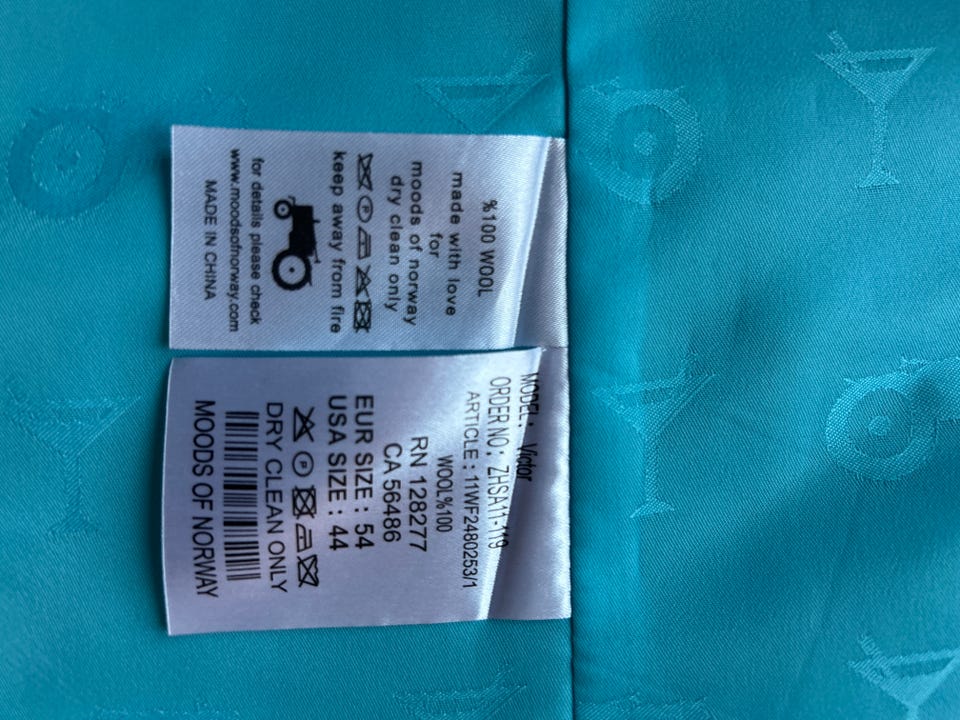 %100 WOOL
made with love
for
moods of norway
dry clean only
P
keep away from fire
for details please check
www.moodsofnorway.com
MADE IN CHINA
MODEL: Victor
ORDER NO: ZHSA11-119
ARTICLE: 11WF2480253/1
WOOL%100
RN 128277
CA 56486
EUR SIZE : 54
USA SIZE : 44
P
DRY CLEAN ONLY
MOODS OF NORWAY